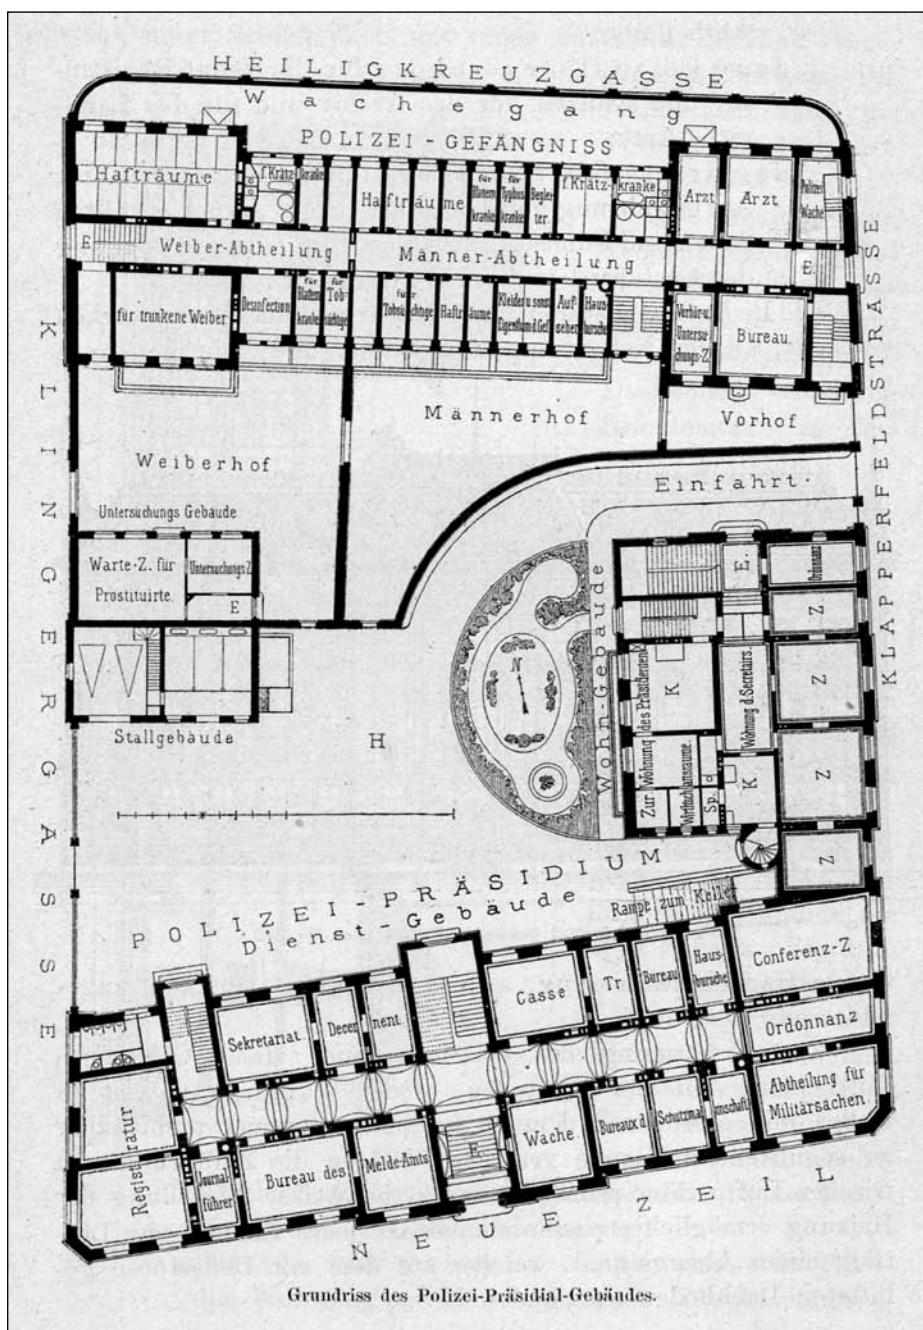 HEILIGKREUZGASSE
Wachegang
POLIZEI GEFÄNGNISS
Hafträume
f Krätz-
kranke
Hafträume
für
Blattern
kranke
für
Typhus
kranke
Begleiter.
f Krätz-
kranke
Arzt
Arzt
Polizei
Wache
E
Weiber-Abtheilung
Männer-Abtheilung
E
für trunkene Weiber
Desinfection
für
Blattern
kranke
für
Tobsüchtige
für
Tobsüchtige
Hafträume
Kleider u sonst.
Eigenthum d. Gef.
Aufseher
Hausbursche
Verhör-u.
Untersuchungs-Z.
Bureau.
KLINGERGASSE
KLAPPERFELDSTRASSE
Männerhof
Vorhof
Weiberhof
Einfahrt
Untersuchungs Gebäude
Warte-Z. für
Prostituirte.
Untersuchungs-Z
E
E
Ordonanz
Z
Wohn-Gebäude
Zur Wohnung des Präsidenten
K
Wohnung d. Secretairs.
Z
Wirthschaftsräume.
Sp.
K
Z
Z
N
Stallgebäude
H
POLIZEI-PRÄSIDIUM
Dienst-Gebäude
Rampe zum Keller
Sekretariat.
Decernent.
Casse
Tr
Bureau
Hausbursche
Conferenz-Z
Ordonnanz
Registratur
Journalführer
Bureau des
Melde-Amts
E
Wache
Bureaux d.
Schutzmannschaft
Abtheilung für
Militärsachen
NEUE ZEIL
Grundriss des Polizei-Präsidial-Gebäudes.